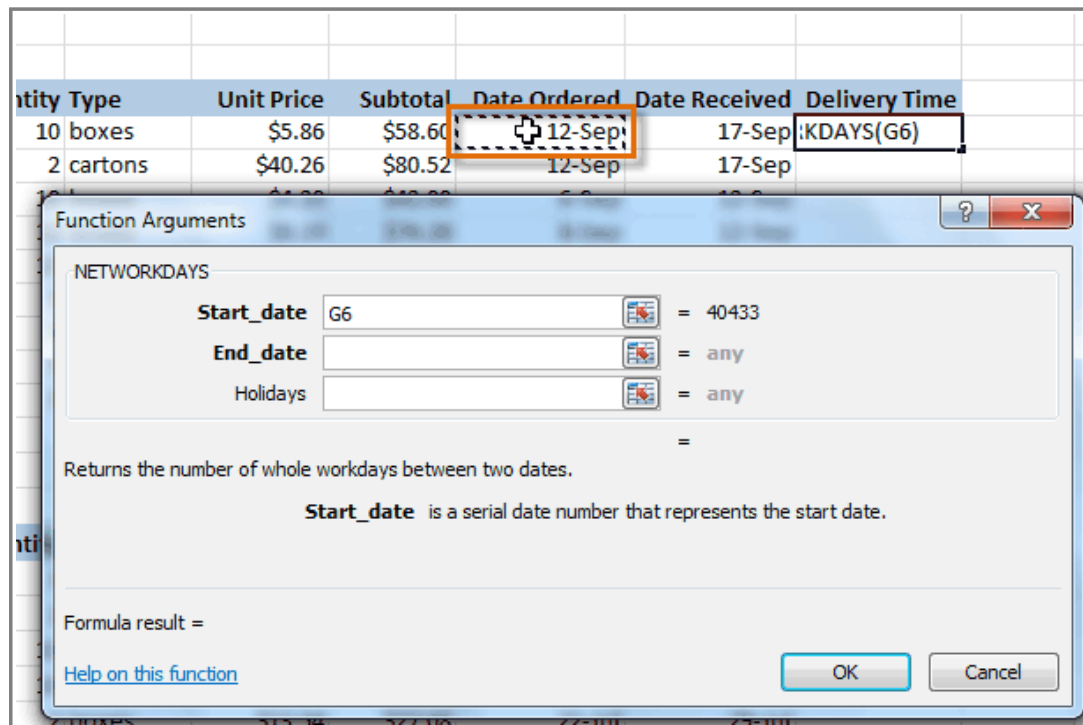 ntity Type Unit Price Subtotal Date Ordered Date Received Delivery Time
10 boxes $5.86 $58.60 12-Sep 17-Sep KDAYS(G6)
2 cartons $40.26 $80.52 12-Sep 17-Sep
Function Arguments
NETWORKDAYS
Start_date G6 = 40433
End_date = any
Holidays = any
=
Returns the number of whole workdays between two dates.
Start_date is a serial date number that represents the start date.
nti
Formula result =
Help on this function OK Cancel